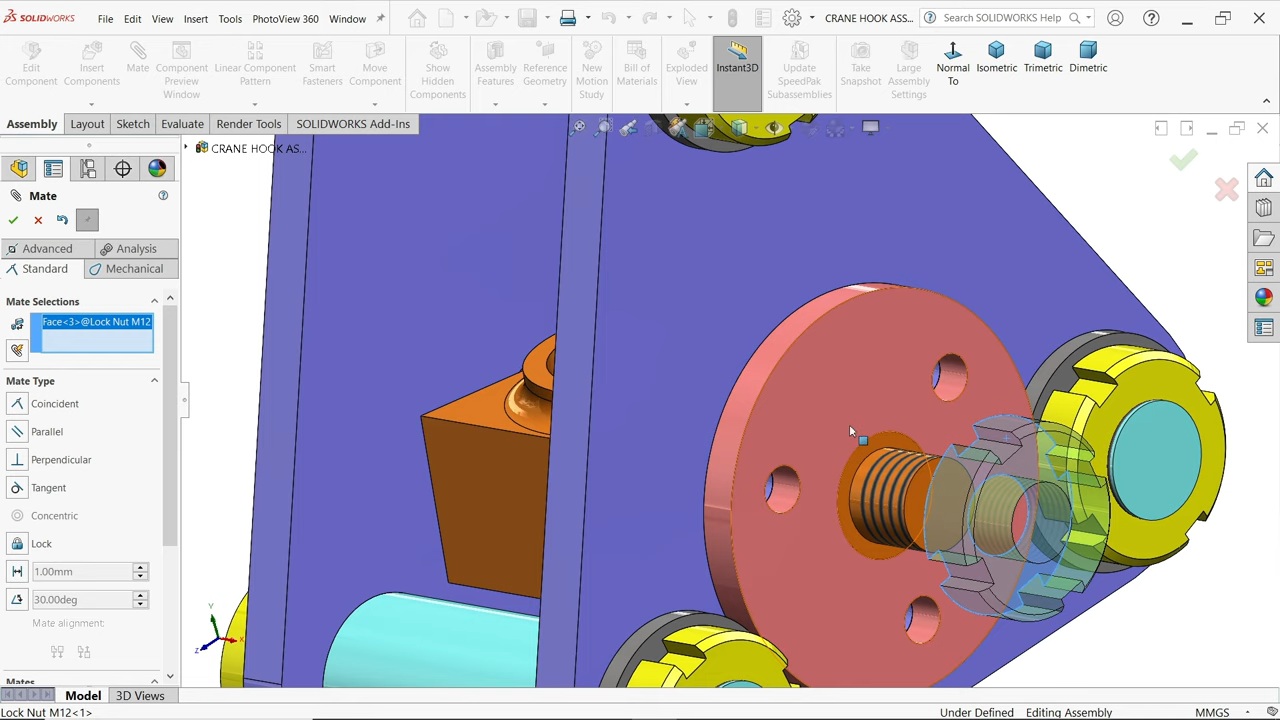 SOLIDWORKS File Edit View Insert Tools PhotoView 360 Window CRANE HOOK ASS... Search SOLIDWORKS Help
Edit Component
Insert Components
Mate
Component Preview Window
Linear Component Pattern
Smart Fasteners
Move Component
Show Hidden Components
Assembly Features
Reference Geometry
New Motion Study
Bill of Materials
Exploded View
Instant3D
Update SpeedPak Subassemblies
Take Snapshot
Large Assembly Settings
Normal To
Isometric
Trimetric
Dimetric
Assembly Layout Sketch Evaluate Render Tools SOLIDWORKS Add-Ins
CRANE HOOK AS...
Mate
Advanced Analysis
Standard Mechanical
Mate Selections
Face<3>@Lock Nut M12
Mate Type
Coincident
Parallel
Perpendicular
Tangent
Concentric
Lock
1.00mm
30.00deg
Mate alignment:
Mates
Y
X
Z
Model 3D Views
Lock Nut M12<1> Under Defined Editing Assembly MMGS